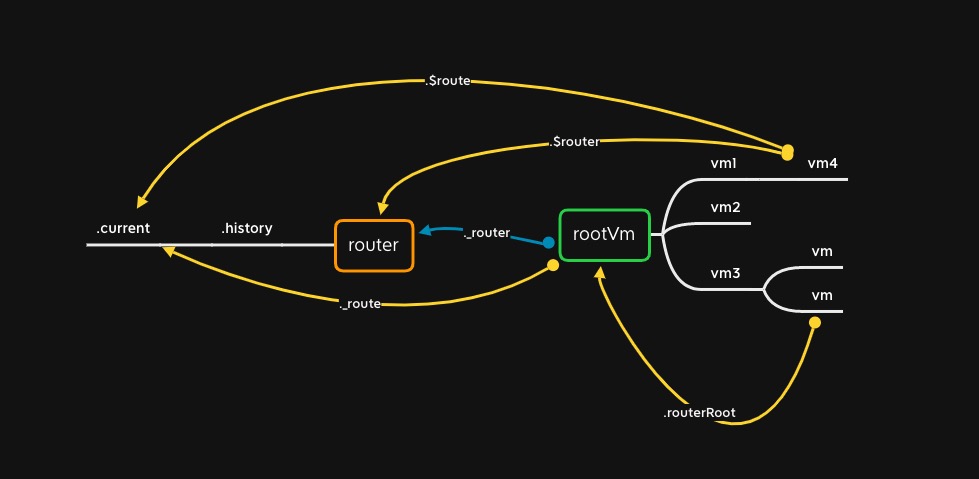 .$route
.$router
vm1
vm4
vm2
.current
.history
router
._router
rootVm
vm
vm3
vm
._route
.routerRoot